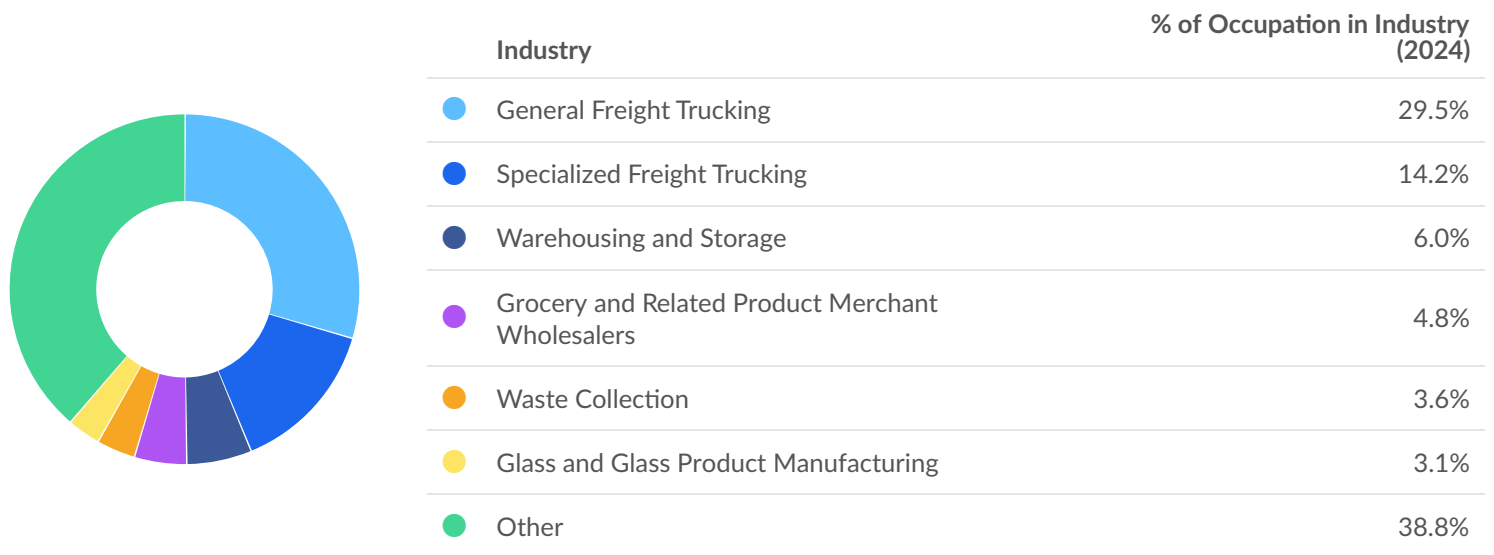 % of Occupation in Industry
Industry
(2024)
General Freight Trucking
29.5%
Specialized Freight Trucking
14.2%
Warehousing and Storage
6.0%
Grocery and Related Product Merchant
Wholesalers
4.8%
Waste Collection
3.6%
Glass and Glass Product Manufacturing
3.1%
Other
38.8%